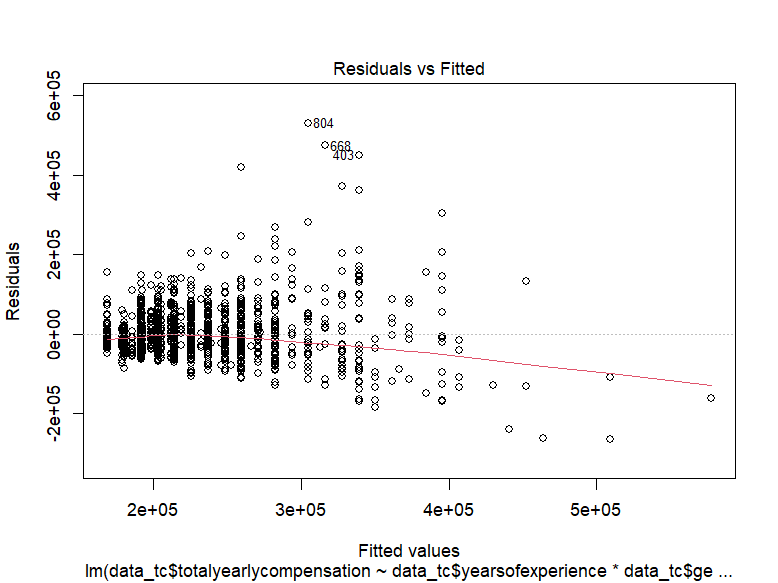 Residuals vs Fitted
6e+05
4e+05
2e+05
0e+00
-2e+05
Residuals
804
668
403
2e+05
3e+05
4e+05
5e+05
Fitted values
lm(data_tc$totalyearlycompensation ~ data_tc$yearsofexperience * data_tc$ge ...